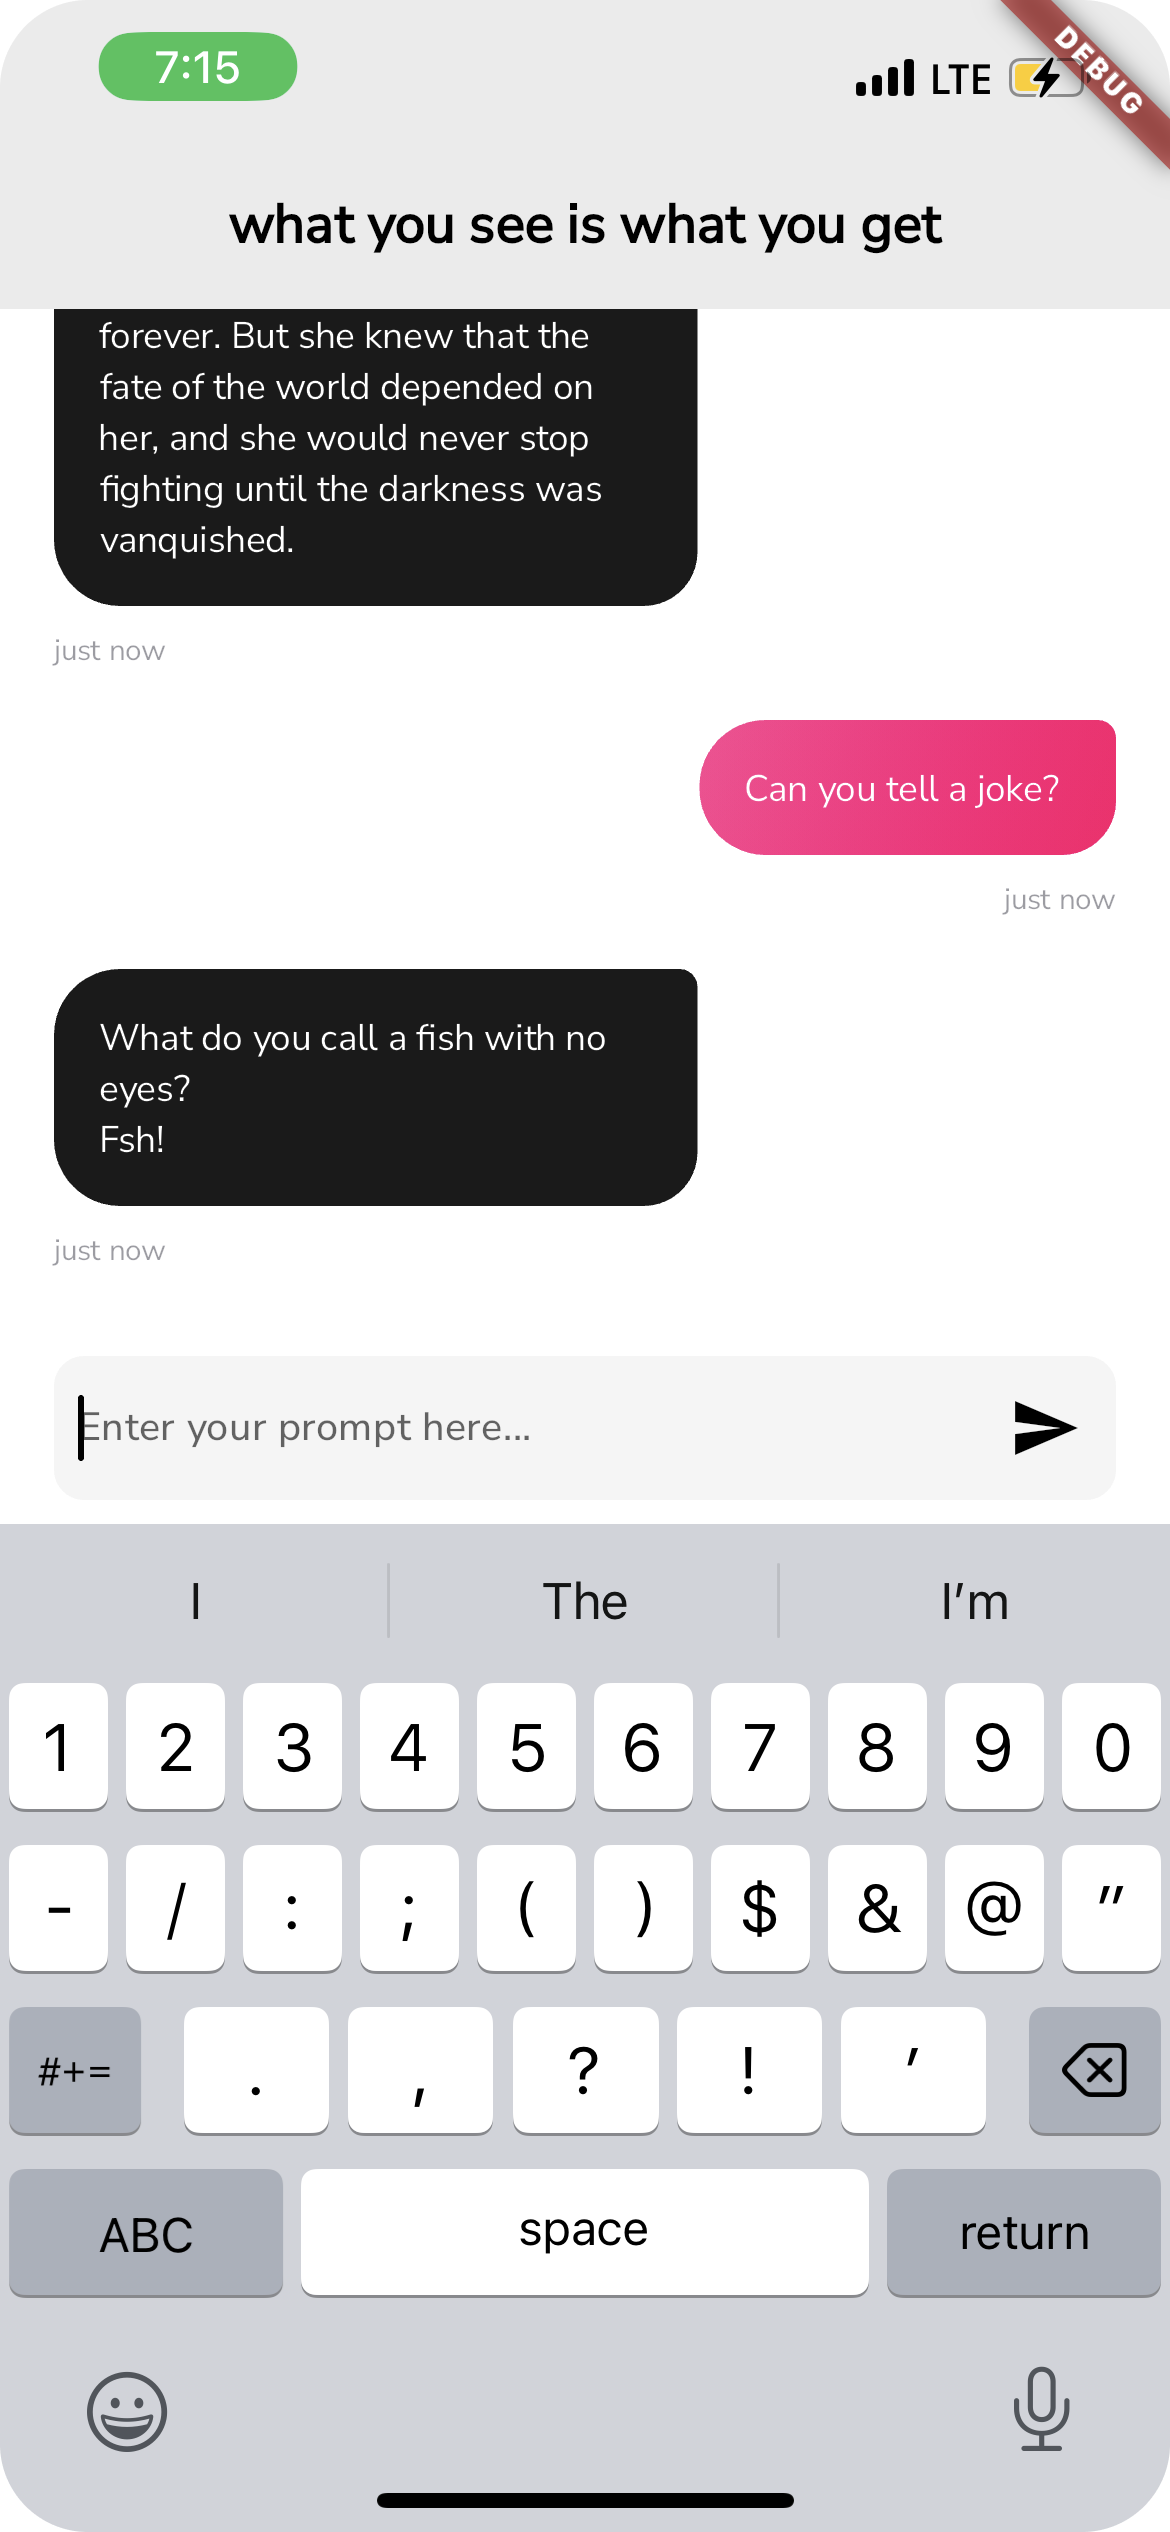 7:15
LTE
DEBUG
what you see is what you get
forever. But she knew that the
fate of the world depended on
her, and she would never stop
fighting until the darkness was
vanquished.
just now
Can you tell a joke?
just now
What do you call a fish with no
eyes?
Fsh!
just now
Enter your prompt here...
I The I’m
1 2 3 4 5 6 7 8 9 0
- / : ; ( ) $ & @ "
#+= . , ? ! ’
ABC space return